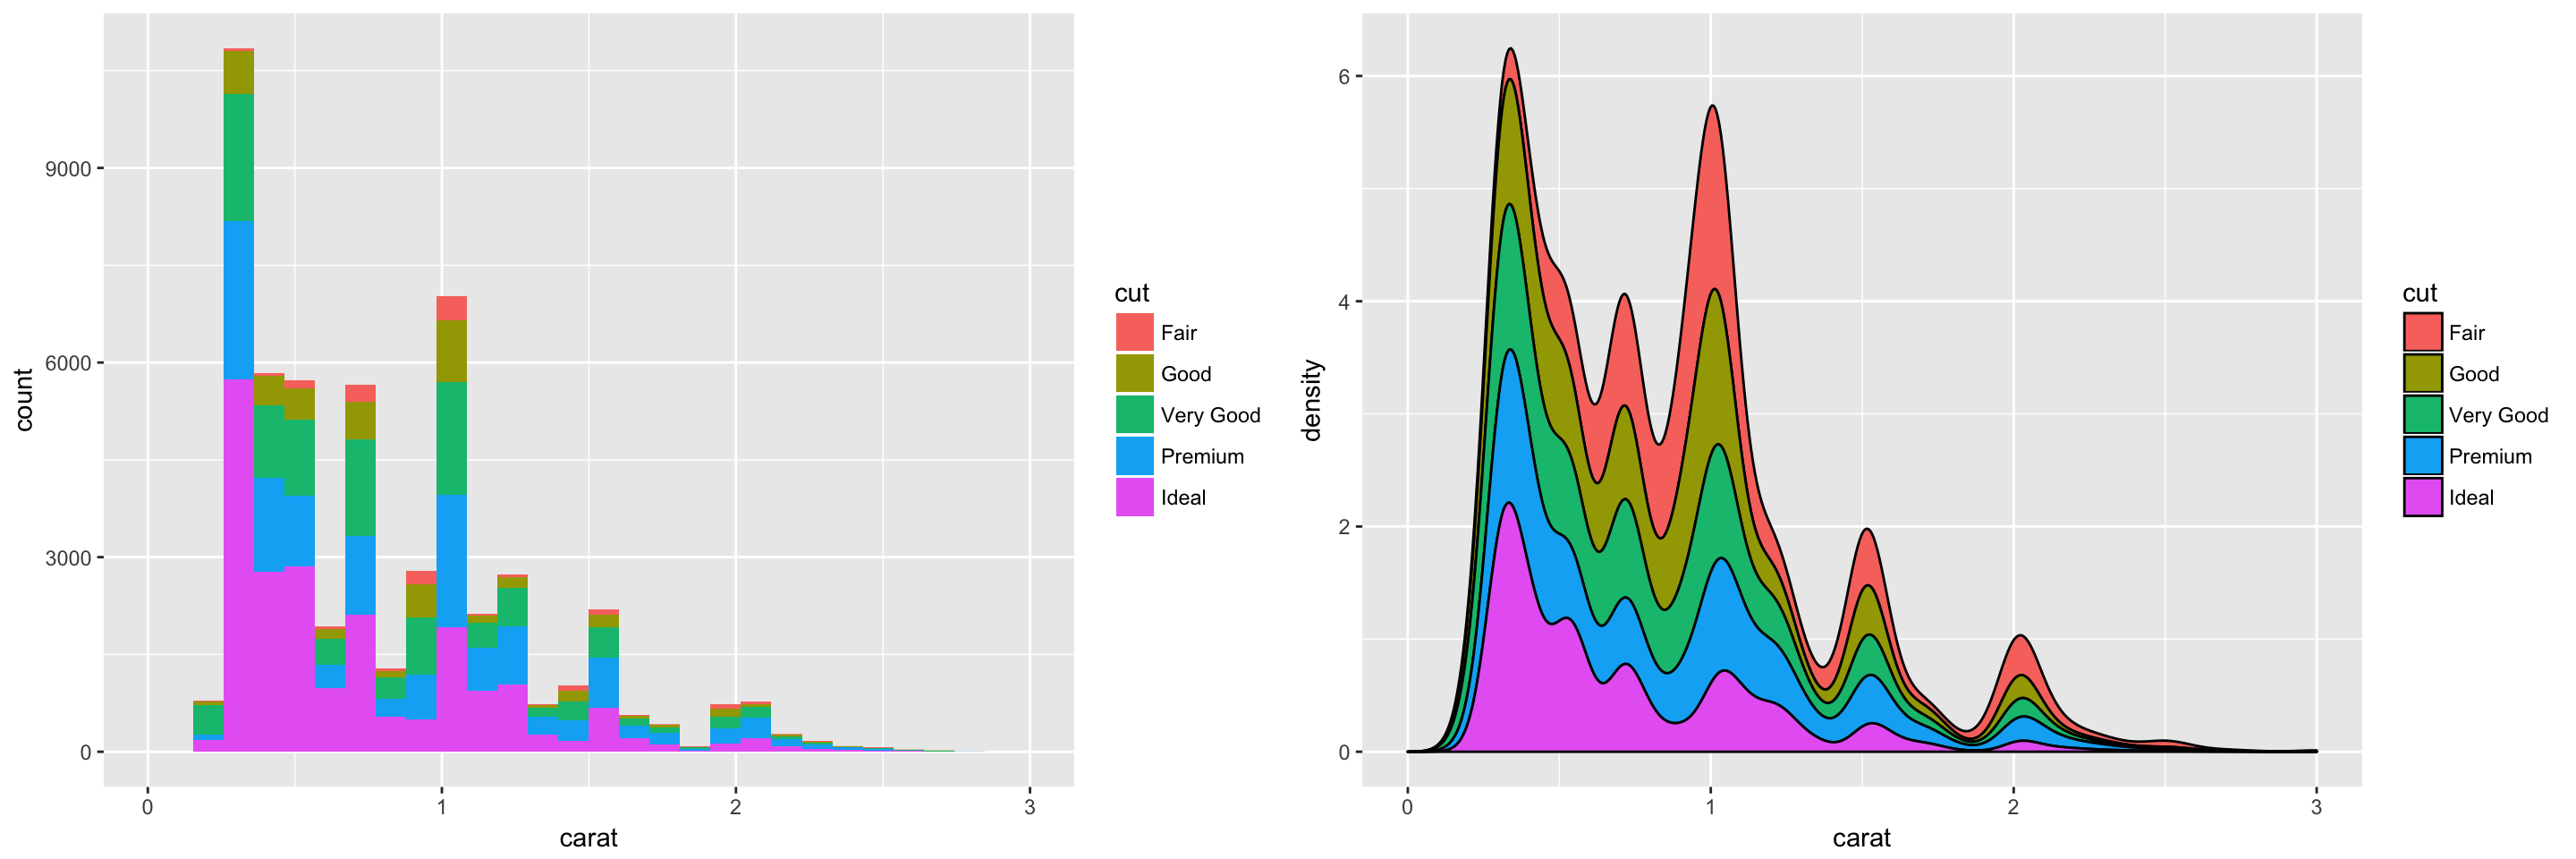 count
9000
6000
3000
0
0 1 2 3
carat
cut
Fair
Good
Very Good
Premium
Ideal
density
6
4
2
0
0 1 2 3
carat
cut
Fair
Good
Very Good
Premium
Ideal